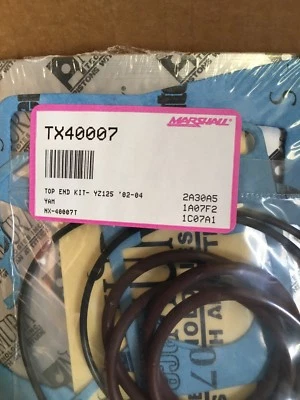 MARSHALL
TX40007
TOP END KIT- YZ125 '02-04
YAM
MX-40007T
2A30A5
1A07F2
1C07A1